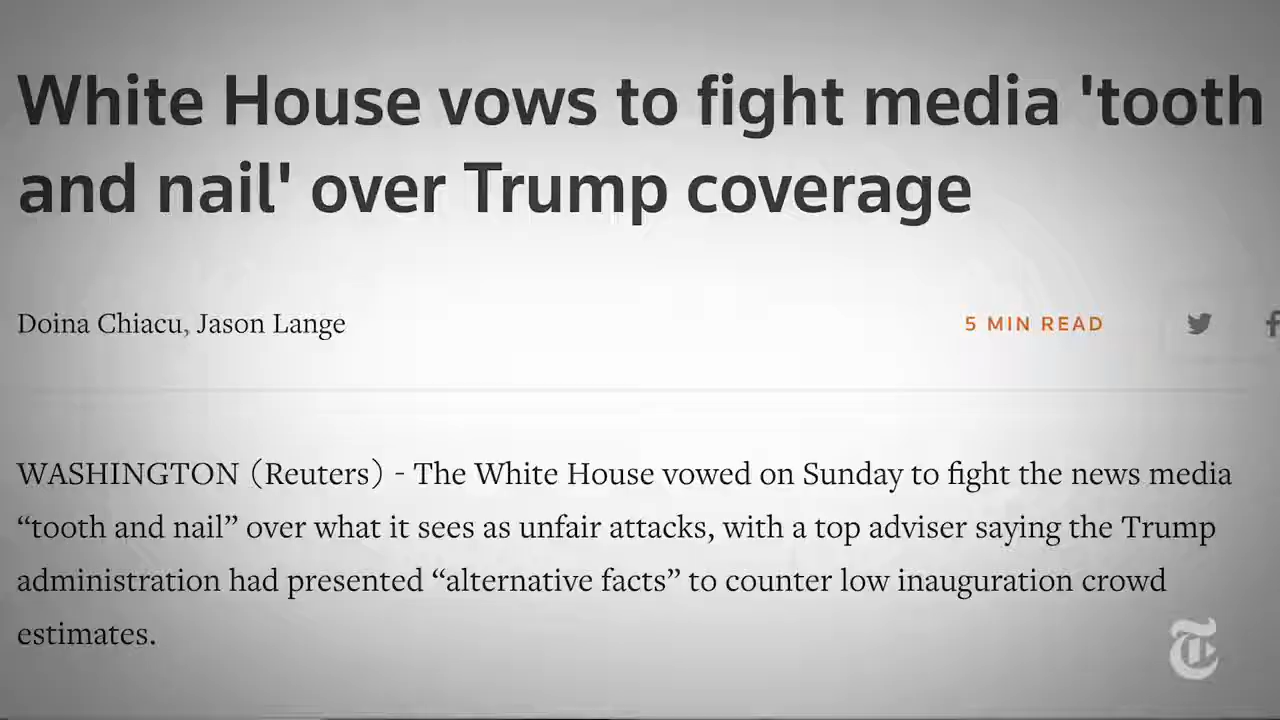 White House vows to fight media 'tooth
and nail' over Trump coverage
Doina Chiacu, Jason Lange
5 MIN READ
WASHINGTON (Reuters) - The White House vowed on Sunday to fight the news media
“tooth and nail” over what it sees as unfair attacks, with a top adviser saying the Trump
administration had presented “alternative facts” to counter low inauguration crowd
estimates.
T